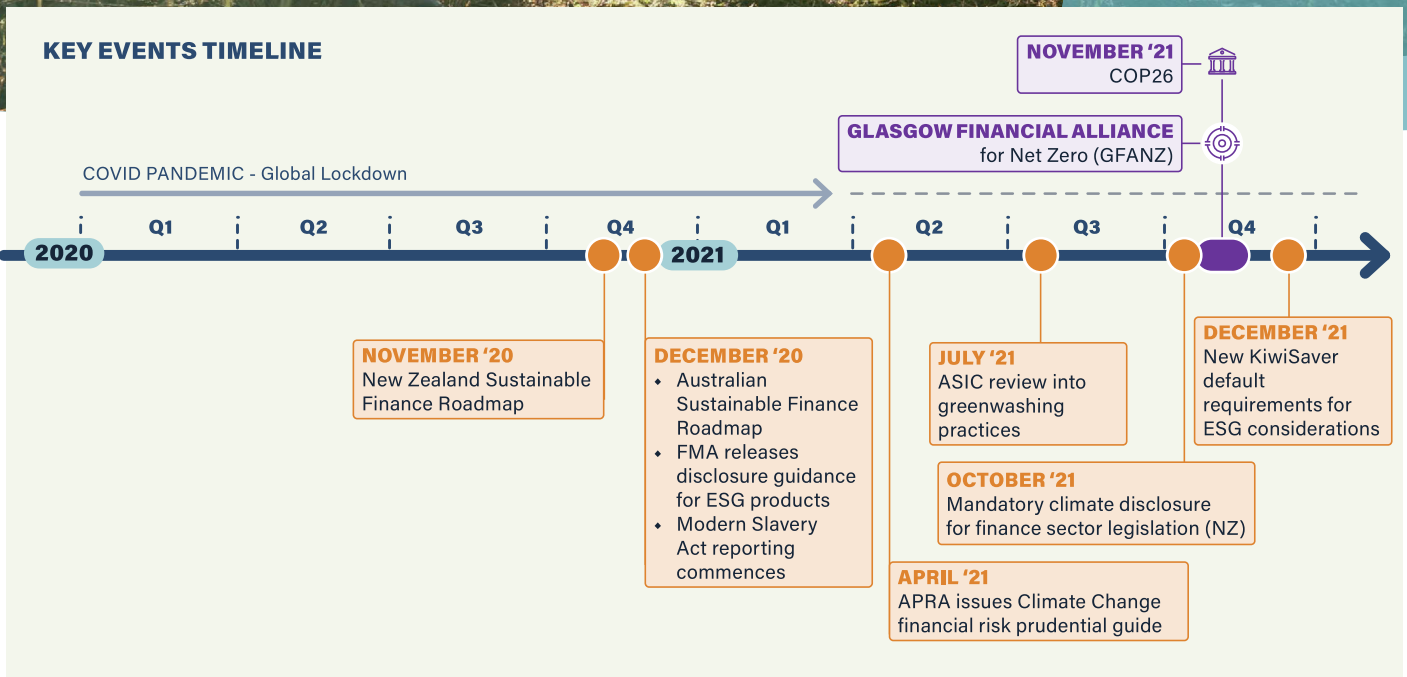 KEY EVENTS TIMELINE
NOVEMBER ‘21
COP26
GLASGOW FINANCIAL ALLIANCE
for Net Zero (GFANZ)
COVID PANDEMIC - Global Lockdown
Q1
Q2
Q3
Q4
Q1
Q2
Q3
Q4
2020
2021
NOVEMBER ‘20
New Zealand Sustainable
Finance Roadmap
DECEMBER ‘20
• Australian
Sustainable Finance
Roadmap
• FMA releases
disclosure guidance
for ESG products
• Modern Slavery
Act reporting
commences
APRIL ‘21
APRA issues Climate Change
financial risk prudential guide
JULY ‘21
ASIC review into
greenwashing
practices
OCTOBER ‘21
Mandatory climate disclosure
for finance sector legislation (NZ)
DECEMBER ‘21
New KiwiSaver
default
requirements for
ESG considerations